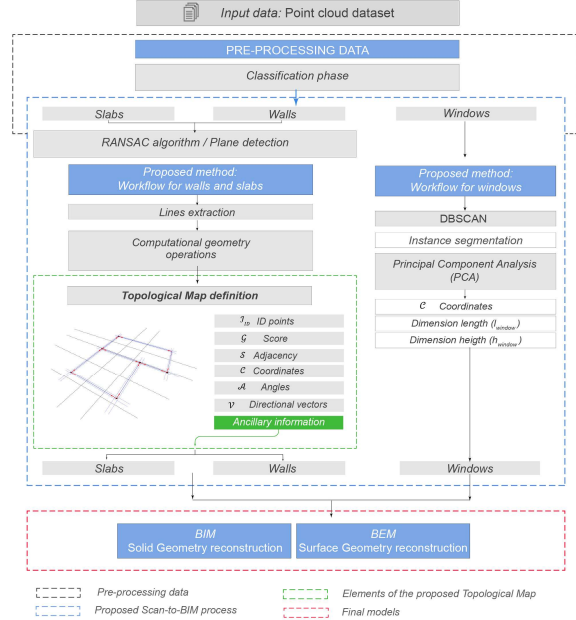 Input data: Point cloud dataset
PRE-PROCESSING DATA
Classification phase
Slabs
Walls
Windows
RANSAC algorithm / Plane detection
Proposed method:
Workflow for walls and slabs
Proposed method:
Workflow for windows
Lines extraction
DBSCAN
Instance segmentation
Computational geometry
operations
Principal Component Analysis
(PCA)
Topological Map definition
C Coordinates
Dimension length (l_window)
Dimension heigth (h_window)
I_ID ID points
G Score
S Adjacency
C Coordinates
A Angles
V Directional vectors
Ancillary information
Slabs
Walls
Windows
BIM
Solid Geometry reconstruction
BEM
Surface Geometry reconstruction
Pre-processing data
Elements of the proposed Topological Map
Proposed Scan-to-BIM process
Final models